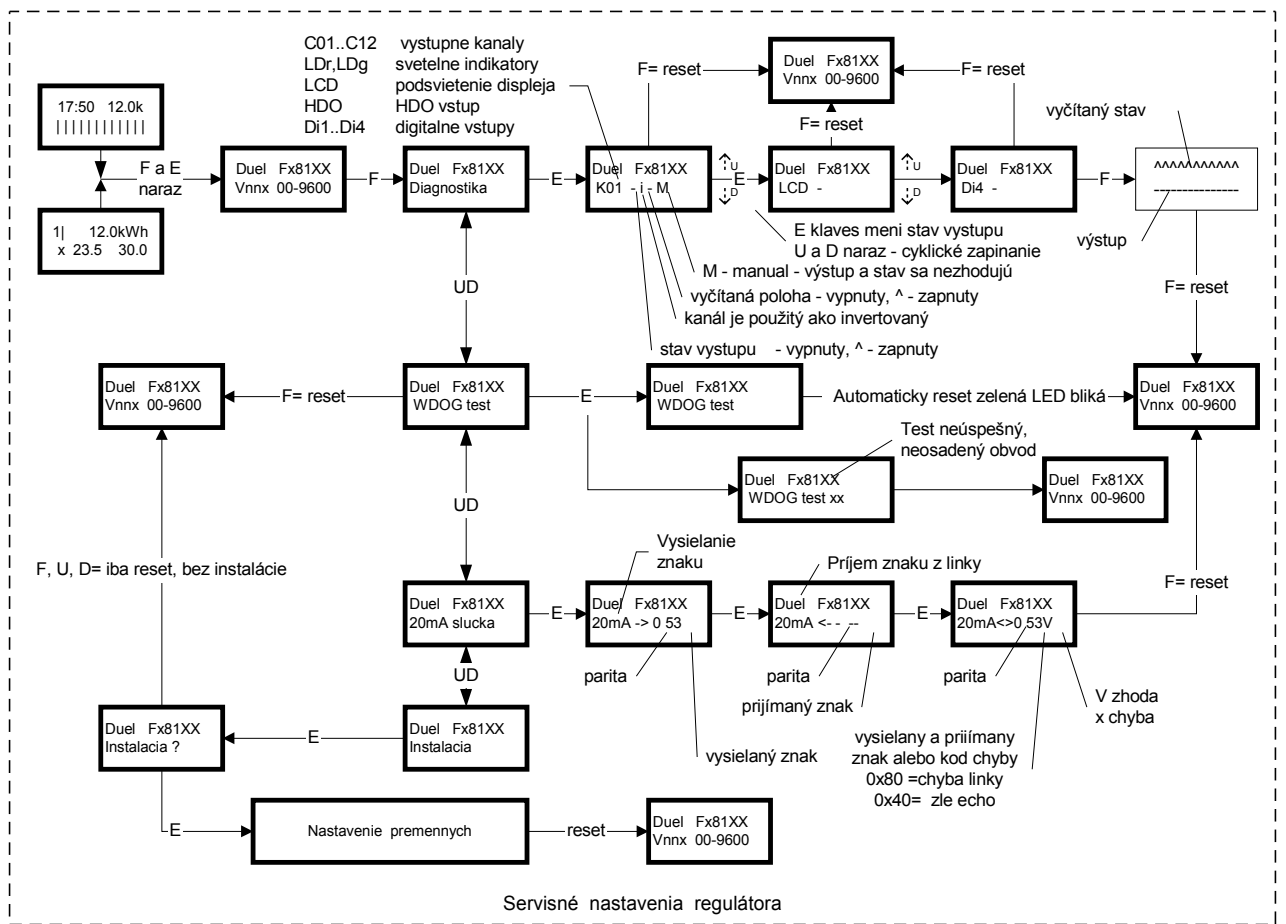 C01..C12 vystupne kanaly
LDr,LDg svetelne indikatory
LCD podsvietenie displeja
HDO HDO vstup
Di1..Di4 digitalne vstupy
17:50 12.0k
||||||||||||
1| 12.0kWh
x 23.5 30.0
F a E
naraz
Duel Fx81XX
Vnnx 00-9600
F
Duel Fx81XX
Diagnostika
E
Duel Fx81XX
K01 - i - M
F= reset
Duel Fx81XX
Vnnx 00-9600
F= reset
F= reset
U
E
D
Duel Fx81XX
LCD -
U
D
Duel Fx81XX
Di4 -
F
vyčítaný stav
^^^^^^^^^^^
---------------
výstup
E klaves meni stav vystupu
U a D naraz - cyklické zapinanie
M - manual - výstup a stav sa nezhodujú
vyčítaná poloha - vypnuty, ^ - zapnuty
kanál je použitý ako invertovaný
stav vystupu - vypnuty, ^ - zapnuty
UD
F= reset
Duel Fx81XX
Vnnx 00-9600
F= reset
Duel Fx81XX
WDOG test
E
Duel Fx81XX
WDOG test
Automaticky reset zelená LED bliká
Duel Fx81XX
Vnnx 00-9600
Test neúspešný,
neosadený obvod
Duel Fx81XX
WDOG test xx
Duel Fx81XX
Vnnx 00-9600
UD
F, U, D= iba reset, bez instalácie
Vysielanie
znaku
Príjem znaku z linky
F= reset
Duel Fx81XX
20mA slucka
E
Duel Fx81XX
20mA -> 0 53
E
Duel Fx81XX
20mA <- - --
E
Duel Fx81XX
20mA<>0 53V
UD
parita
parita
parita
prijímaný znak
V zhoda
x chyba
vysielaný znak
vysielany a priiímany
znak alebo kod chyby
0x80 =chyba linky
0x40= zle echo
Duel Fx81XX
Instalacia ?
E
Duel Fx81XX
Instalacia
E
Nastavenie premennych
reset
Duel Fx81XX
Vnnx 00-9600
Servisné nastavenia regulátora